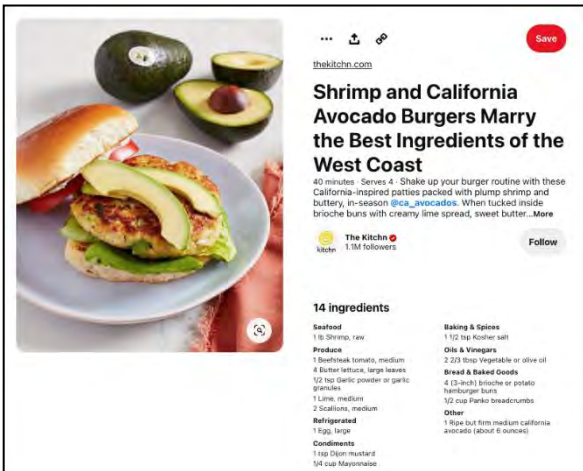 thekitchn.com
Save
Shrimp and California
Avocado Burgers Marry
the Best Ingredients of the
West Coast
40 minutes · Serves 4 · Shake up your burger routine with these
California-inspired patties packed with plump shrimp and
buttery, in-season @ca_avocados. When tucked inside
brioche buns with creamy lime spread, sweet butter...More
kitchn
The Kitchn
1.1M followers
Follow
14 ingredients
Seafood
1 lb Shrimp, raw
Produce
1 Beefsteak tomato, medium
4 Butter lettuce, large leaves
1/2 tsp Garlic powder or garlic
granules
1 Lime, medium
2 Scallions, medium
Refrigerated
1 Egg, large
Condiments
1 tsp Dijon mustard
1/4 cup Mayonnaise
Baking & Spices
1 1/2 tsp Kosher salt
Oils & Vinegars
2 2/3 tbsp Vegetable or olive oil
Bread & Baked Goods
4 (3-inch) brioche or potato
hamburger buns
1/2 cup Panko breadcrumbs
Other
1 Ripe but firm medium california
avocado (about 6 ounces)